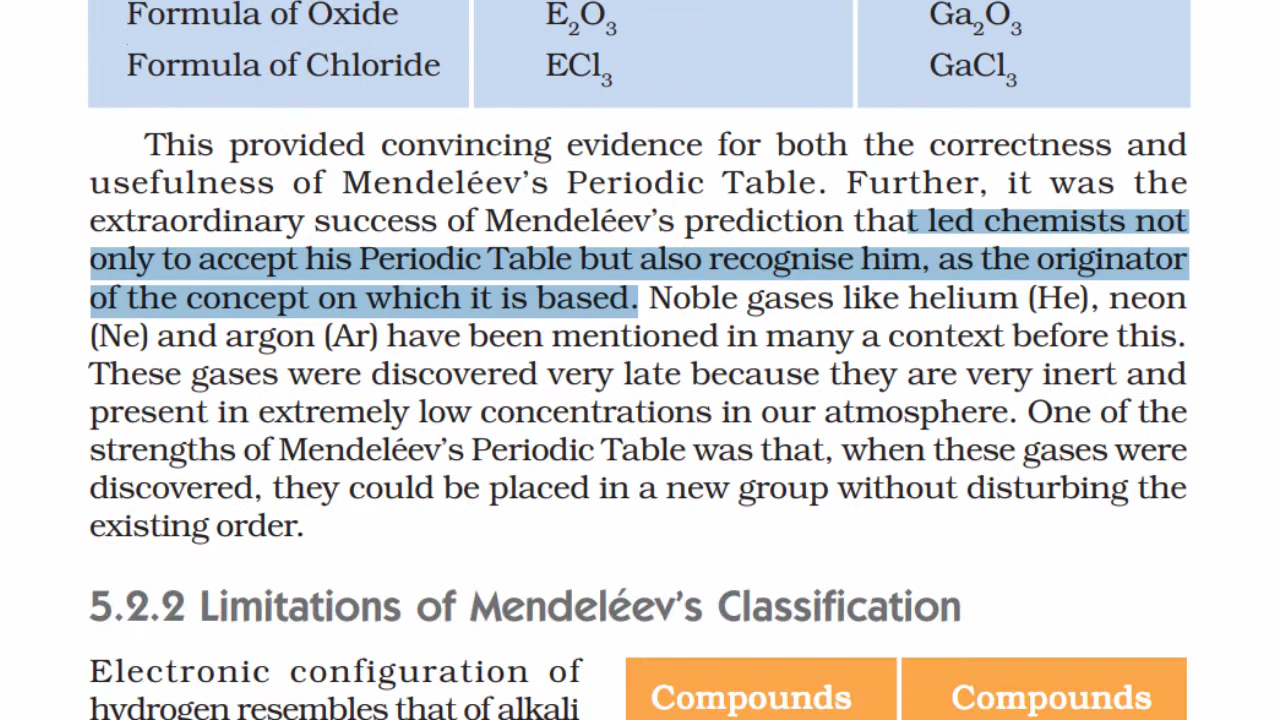 Formula of Oxide E₂O₃ Ga₂O₃
Formula of Chloride ECl₃ GaCl₃
This provided convincing evidence for both the correctness and
usefulness of Mendeléev's Periodic Table. Further, it was the
extraordinary success of Mendeléev's prediction that led chemists not
only to accept his Periodic Table but also recognise him, as the originator
of the concept on which it is based. Noble gases like helium (He), neon
(Ne) and argon (Ar) have been mentioned in many a context before this.
These gases were discovered very late because they are very inert and
present in extremely low concentrations in our atmosphere. One of the
strengths of Mendeléev's Periodic Table was that, when these gases were
discovered, they could be placed in a new group without disturbing the
existing order.
5.2.2 Limitations of Mendeléev's Classification
Electronic configuration of
hydrogen resembles that of alkali
Compounds Compounds